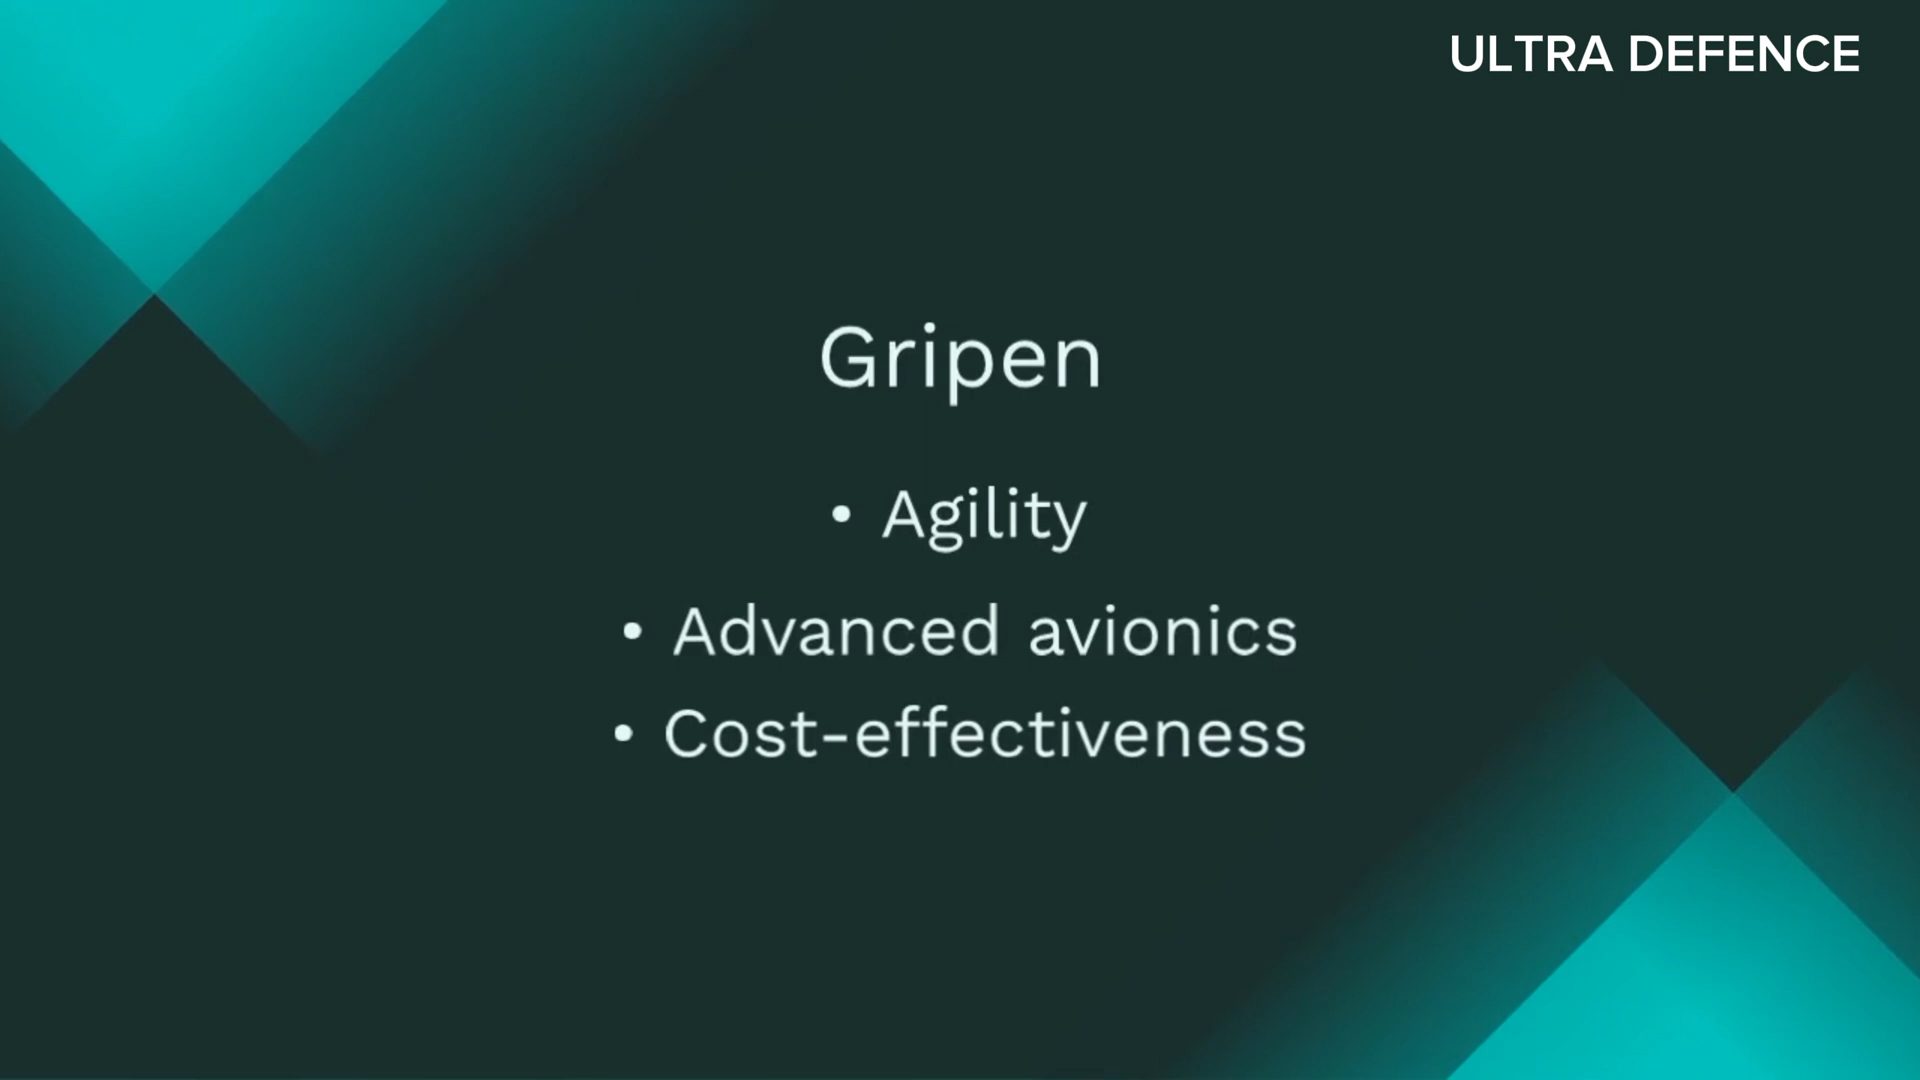 ULTRA DEFENCE
Gripen
• Agility
• Advanced avionics
• Cost-effectiveness